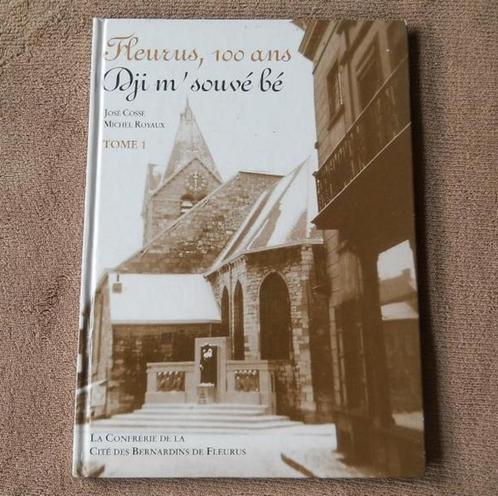 Fleurus, 100 ans
Dji m'souvé bé
José Cosse
Michel Royaux
TOME 1
La Confrérie de la
Cité des Bernardins de Fleurus